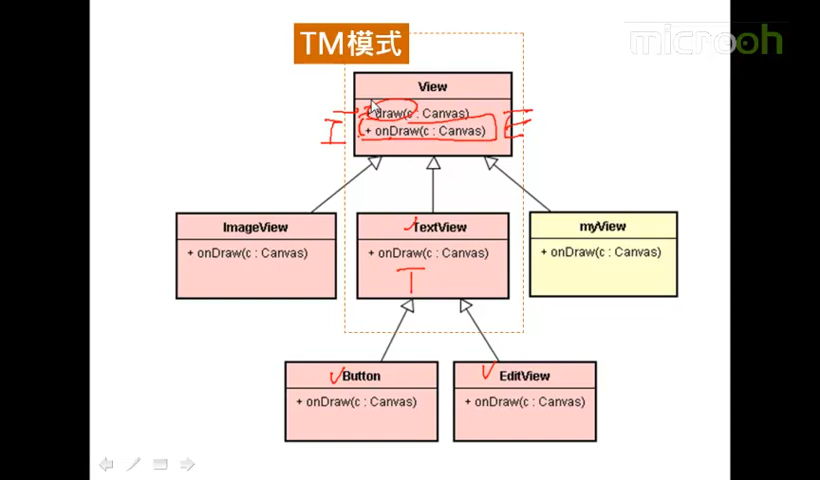 TM模式
microoh
View
+ draw(c : Canvas)
I
+ onDraw(c : Canvas)
E
ImageView
TextView
myView
+ onDraw(c : Canvas)
+ onDraw(c : Canvas)
+ onDraw(c : Canvas)
T
Button
EditView
+ onDraw(c : Canvas)
+ onDraw(c : Canvas)